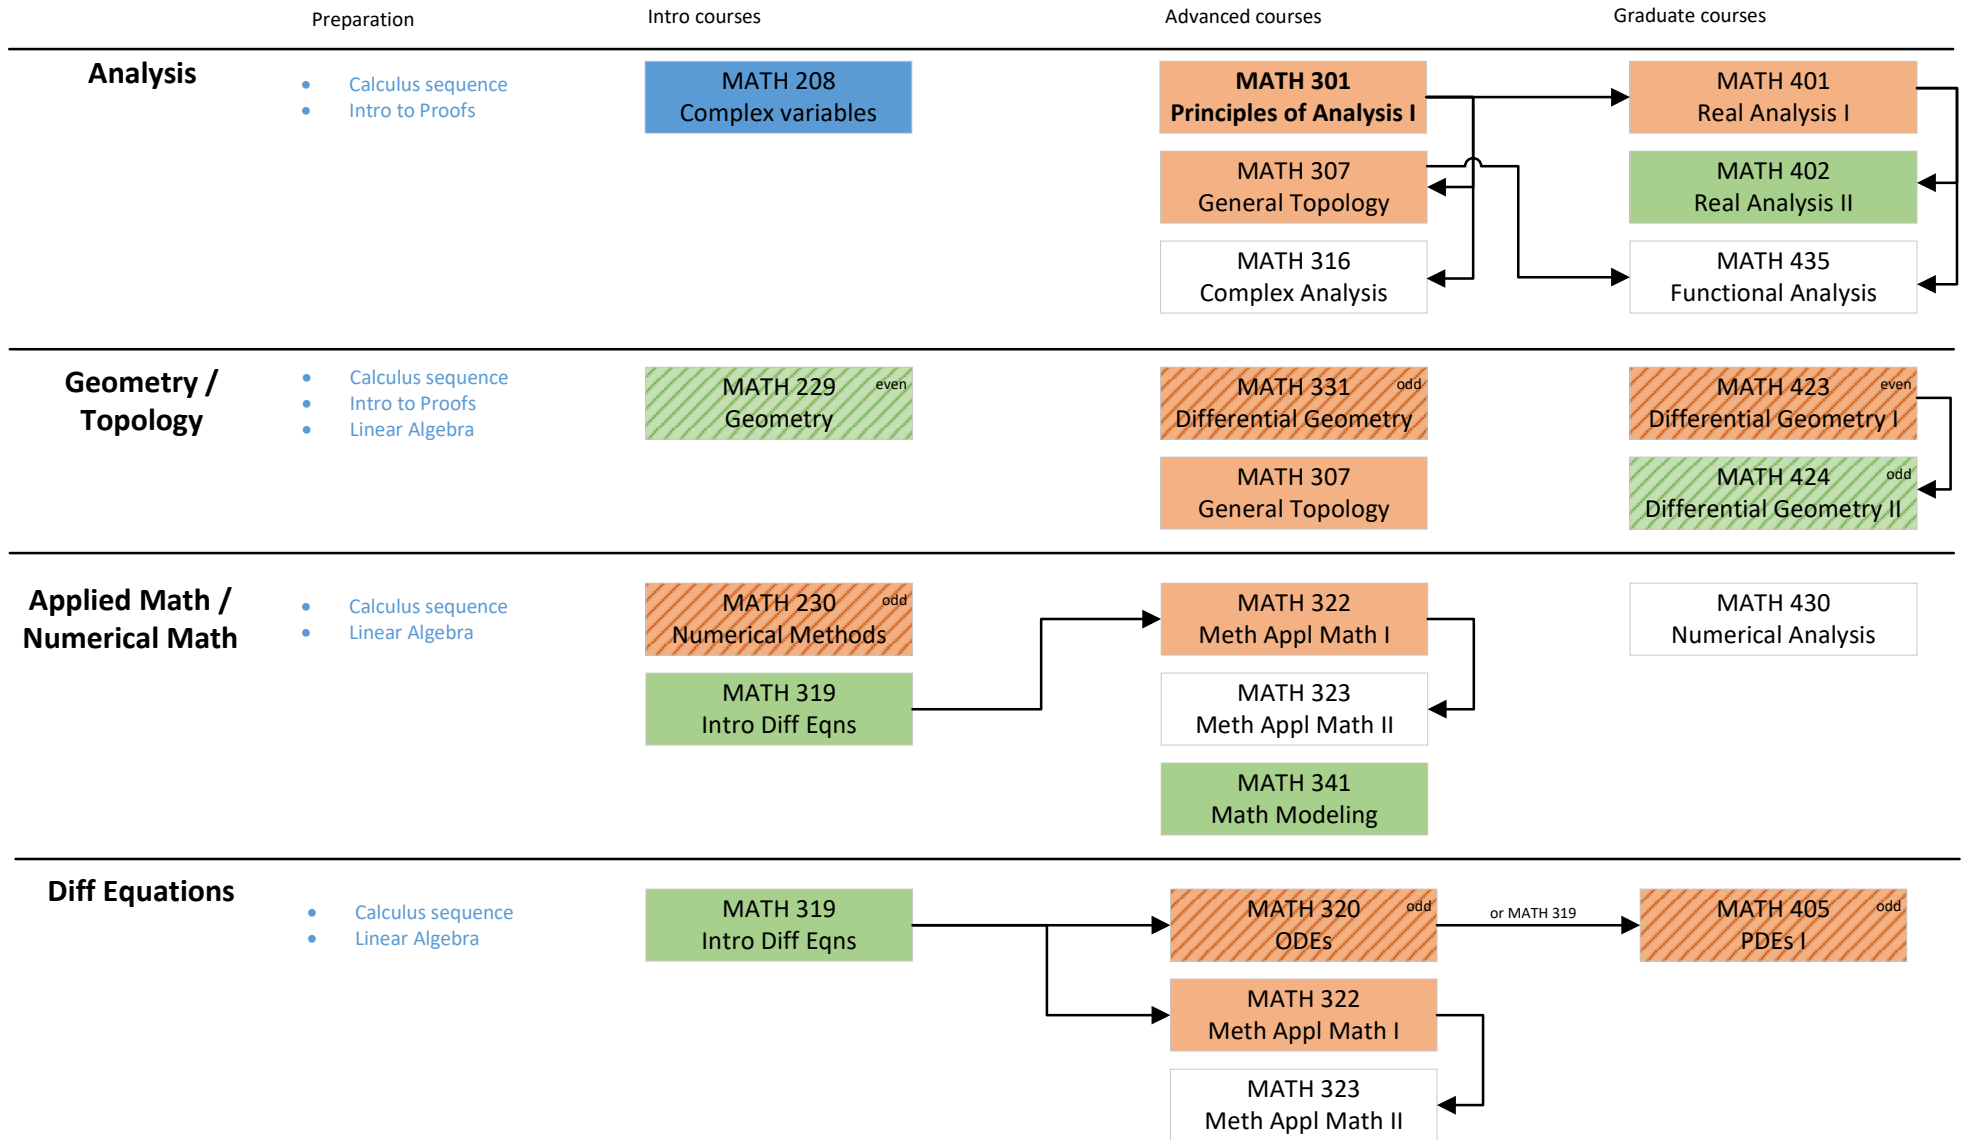 Preparation
Intro courses
Advanced courses
Graduate courses
Analysis
• Calculus sequence
• Intro to Proofs
MATH 208
Complex variables
MATH 301
Principles of Analysis I
MATH 401
Real Analysis I
MATH 307
General Topology
MATH 402
Real Analysis II
MATH 316
Complex Analysis
MATH 435
Functional Analysis
Geometry /
Topology
• Calculus sequence
• Intro to Proofs
• Linear Algebra
MATH 229 even
Geometry
MATH 331 odd
Differential Geometry
MATH 423 even
Differential Geometry I
MATH 307
General Topology
MATH 424 odd
Differential Geometry II
Applied Math /
Numerical Math
• Calculus sequence
• Linear Algebra
MATH 230 odd
Numerical Methods
MATH 322
Meth Appl Math I
MATH 430
Numerical Analysis
MATH 319
Intro Diff Eqns
MATH 323
Meth Appl Math II
MATH 341
Math Modeling
Diff Equations
• Calculus sequence
• Linear Algebra
MATH 319
Intro Diff Eqns
MATH 320 odd
ODEs
or MATH 319
MATH 405 odd
PDEs I
MATH 322
Meth Appl Math I
MATH 323
Meth Appl Math II